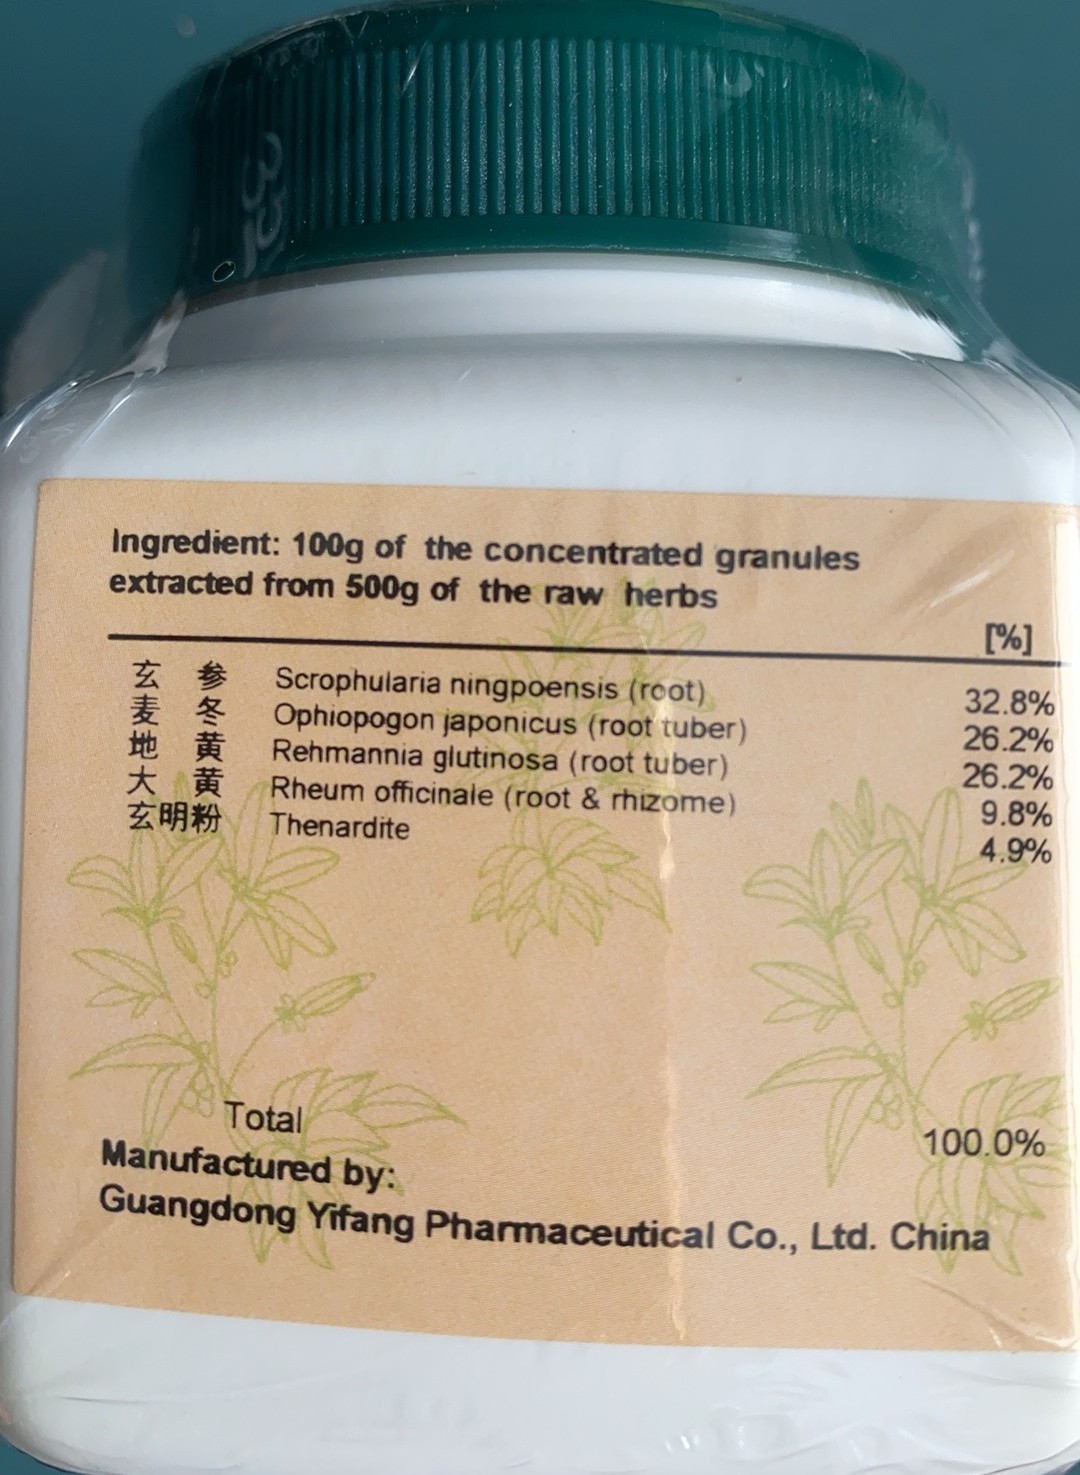 Ingredient: 100g of the concentrated granules
extracted from 500g of the raw herbs
[%]
玄 参 Scrophularia ningpoensis (root) 32.8%
麦 冬 Ophiopogon japonicus (root tuber) 26.2%
地 黄 Rehmannia glutinosa (root tuber) 26.2%
大 黄 Rheum officinale (root & rhizome) 9.8%
玄明粉 Thenardite 4.9%
Total 100.0%
Manufactured by:
Guangdong Yifang Pharmaceutical Co., Ltd. China